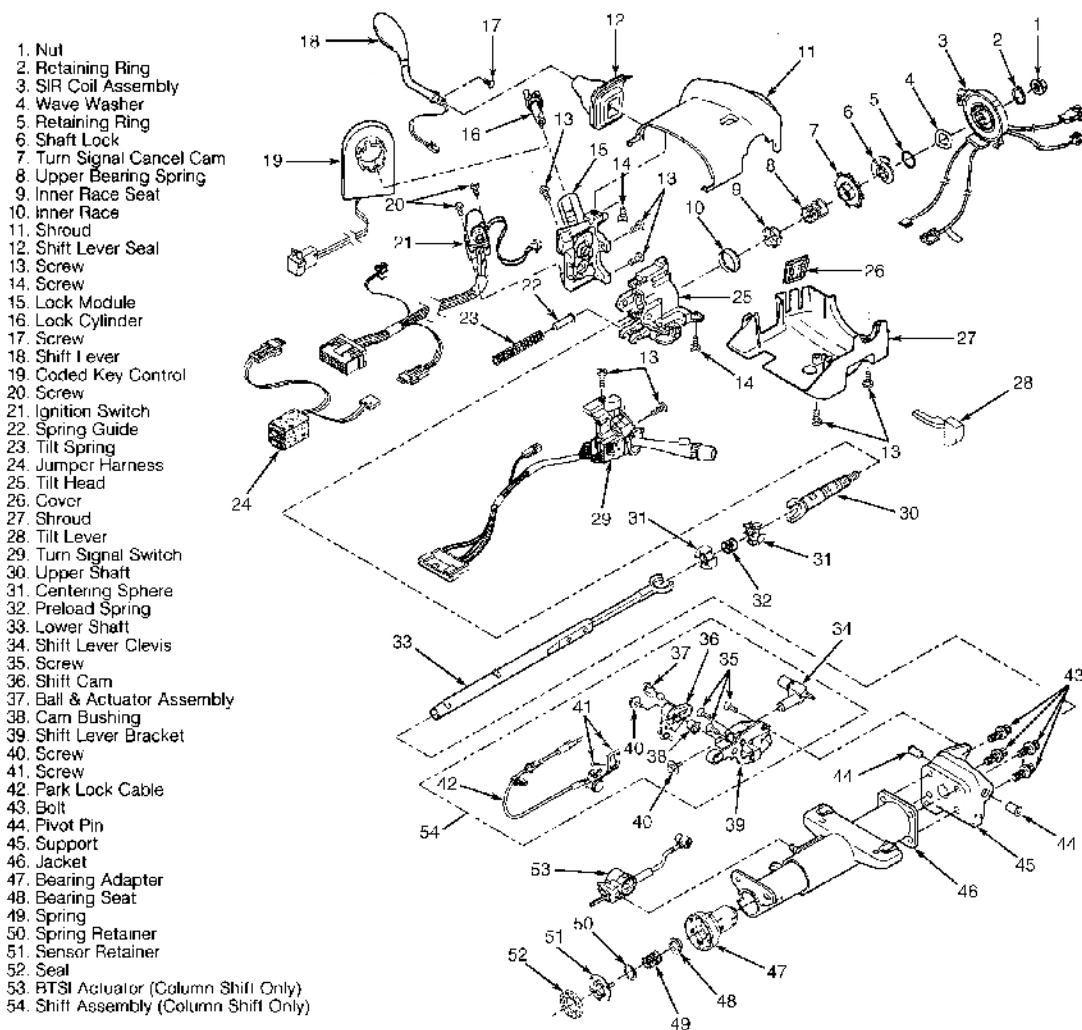 1. Nut
2. Retaining Ring
3. SIR Coil Assembly
4. Wave Washer
5. Retaining Ring
6. Shaft Lock
7. Turn Signal Cancel Cam
8. Upper Bearing Spring
9. Inner Race Seat
10. Inner Race
11. Shroud
12. Shift Lever Seal
13. Screw
14. Screw
15. Lock Module
16. Lock Cylinder
17. Screw
18. Shift Lever
19. Coded Key Control
20. Screw
21. Ignition Switch
22. Spring Guide
23. Tilt Spring
24. Jumper Harness
25. Tilt Head
26. Cover
27. Shroud
28. Tilt Lever
29. Turn Signal Switch
30. Upper Shaft
31. Centering Sphere
32. Preload Spring
33. Lower Shaft
34. Shift Lever Clevis
35. Screw
36. Shift Cam
37. Ball & Actuator Assembly
38. Cam Bushing
39. Shift Lever Bracket
40. Screw
41. Screw
42. Park Lock Cable
43. Bolt
44. Pivot Pin
45. Support
46. Jacket
47. Bearing Adapter
48. Bearing Seat
49. Spring
50. Spring Retainer
51. Sensor Retainer
52. Seal
53. BTSI Actuator (Column Shift Only)
54. Shift Assembly (Column Shift Only)
18
17
12
11
3
2
1
4
5
6
7
8
9
10
16
13
15
14
13
19
20
21
22
23
25
26
27
14
13
28
13
24
29
30
31
32
31
33
34
35
36
37
38
40
41
42
39
40
43
44
44
45
46
54
53
47
48
49
50
51
52